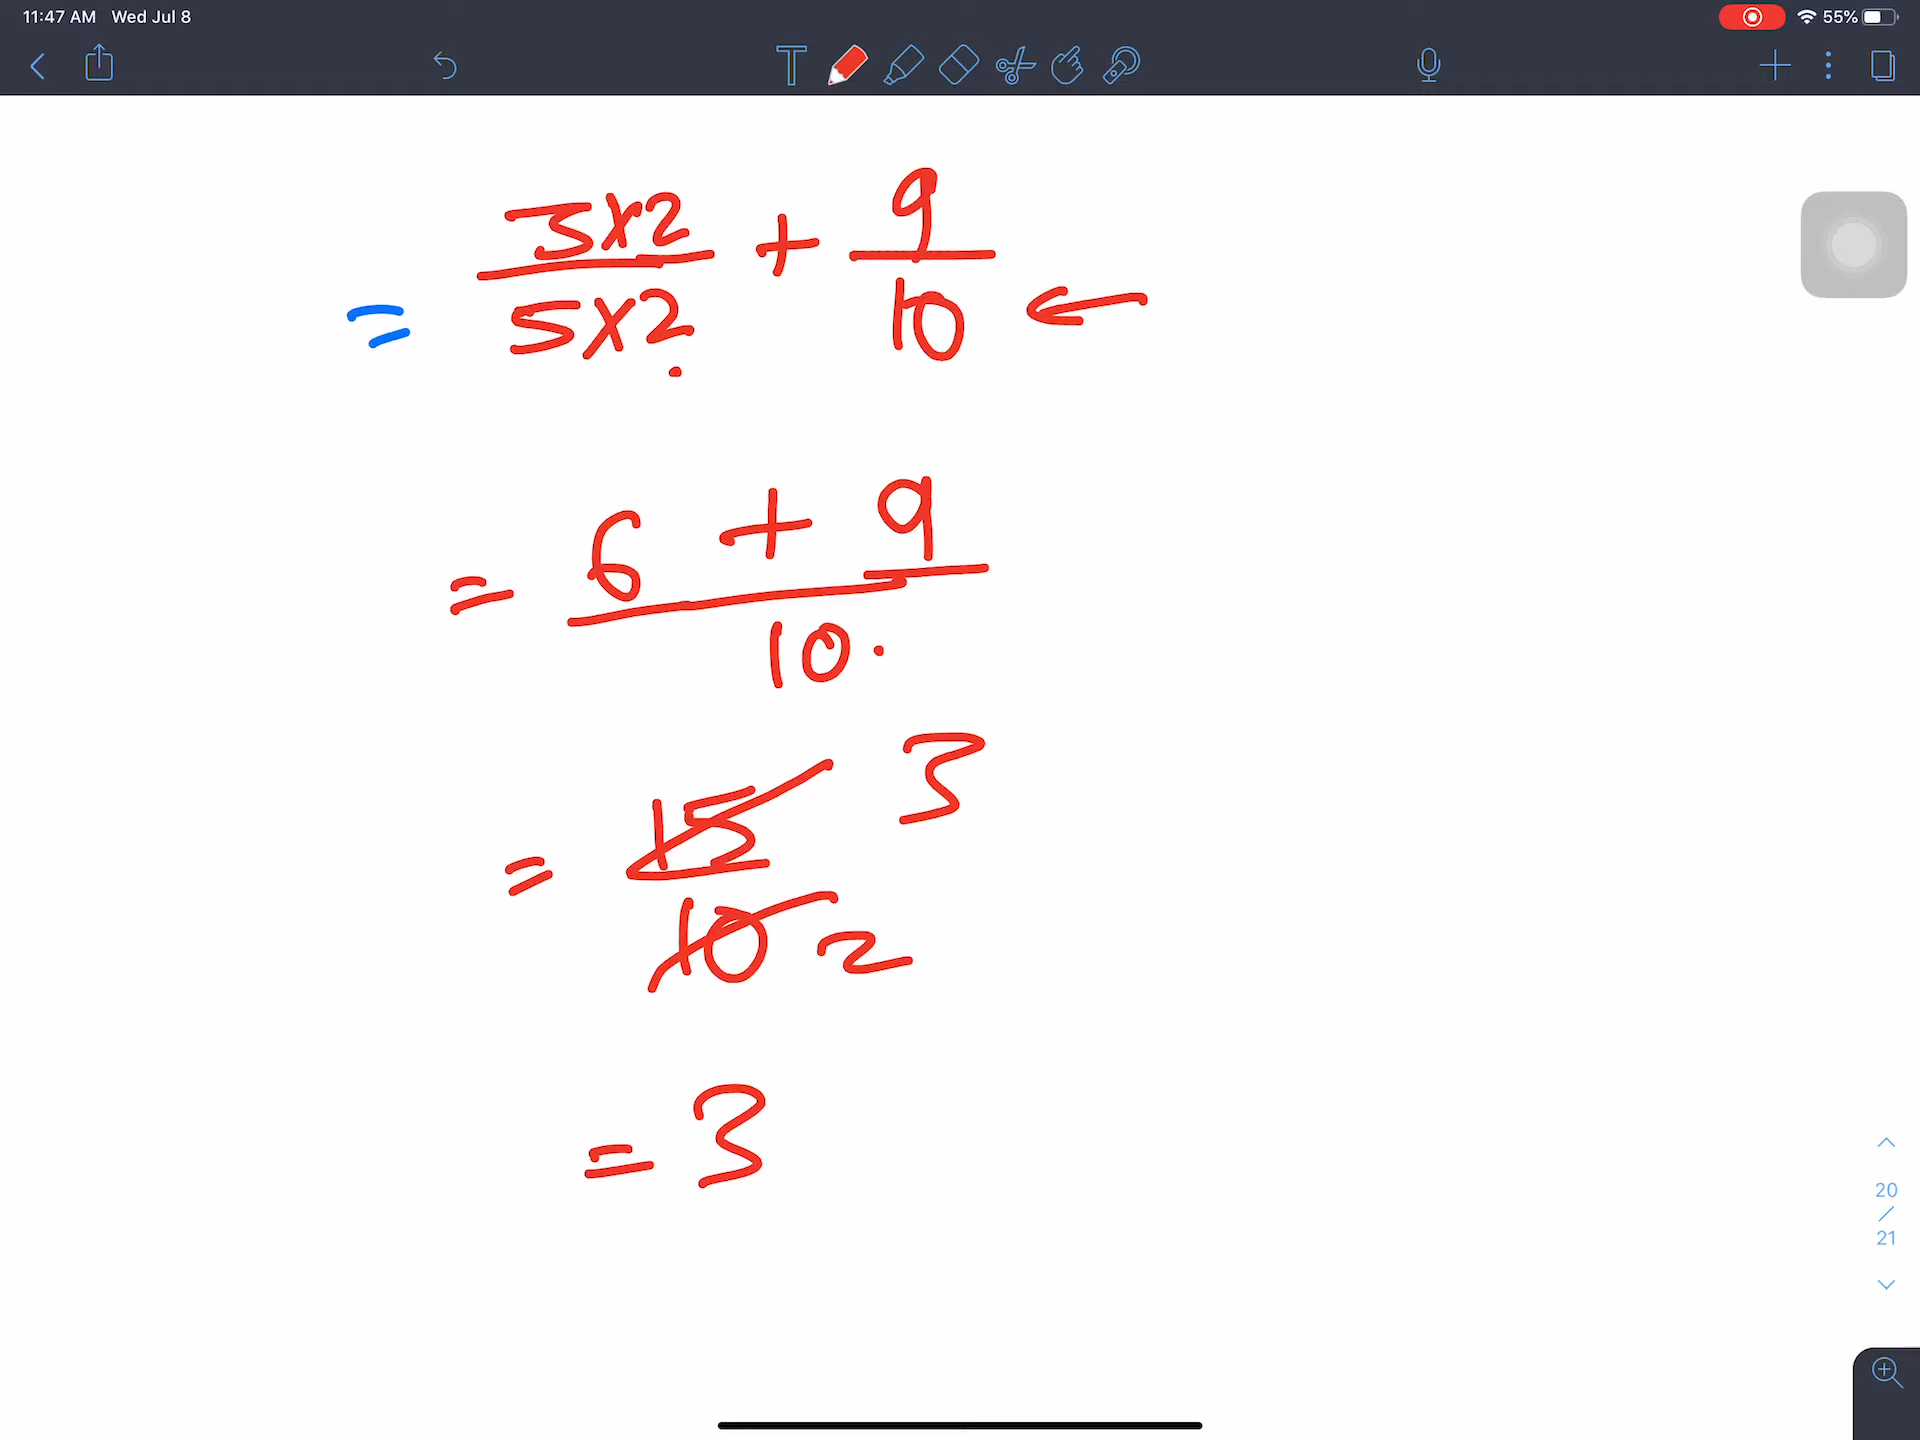 11:47 AM Wed Jul 8 55%
T
= 3x2/5x2 + 9/10 ←
= 6 + 9/10
= 15/10 3 2
= 3
20
/
21